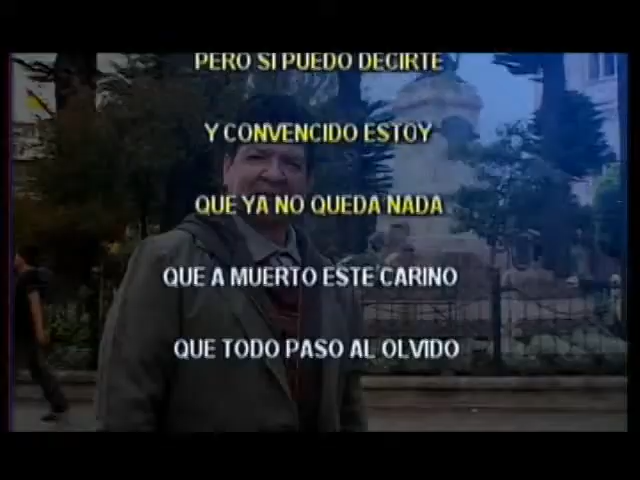 PERO SI PUEDO DECIRTE
Y CONVENCIDO ESTOY
QUE YA NO QUEDA NADA
QUE A MUERTO ESTE CARINO
QUE TODO PASO AL OLVIDO